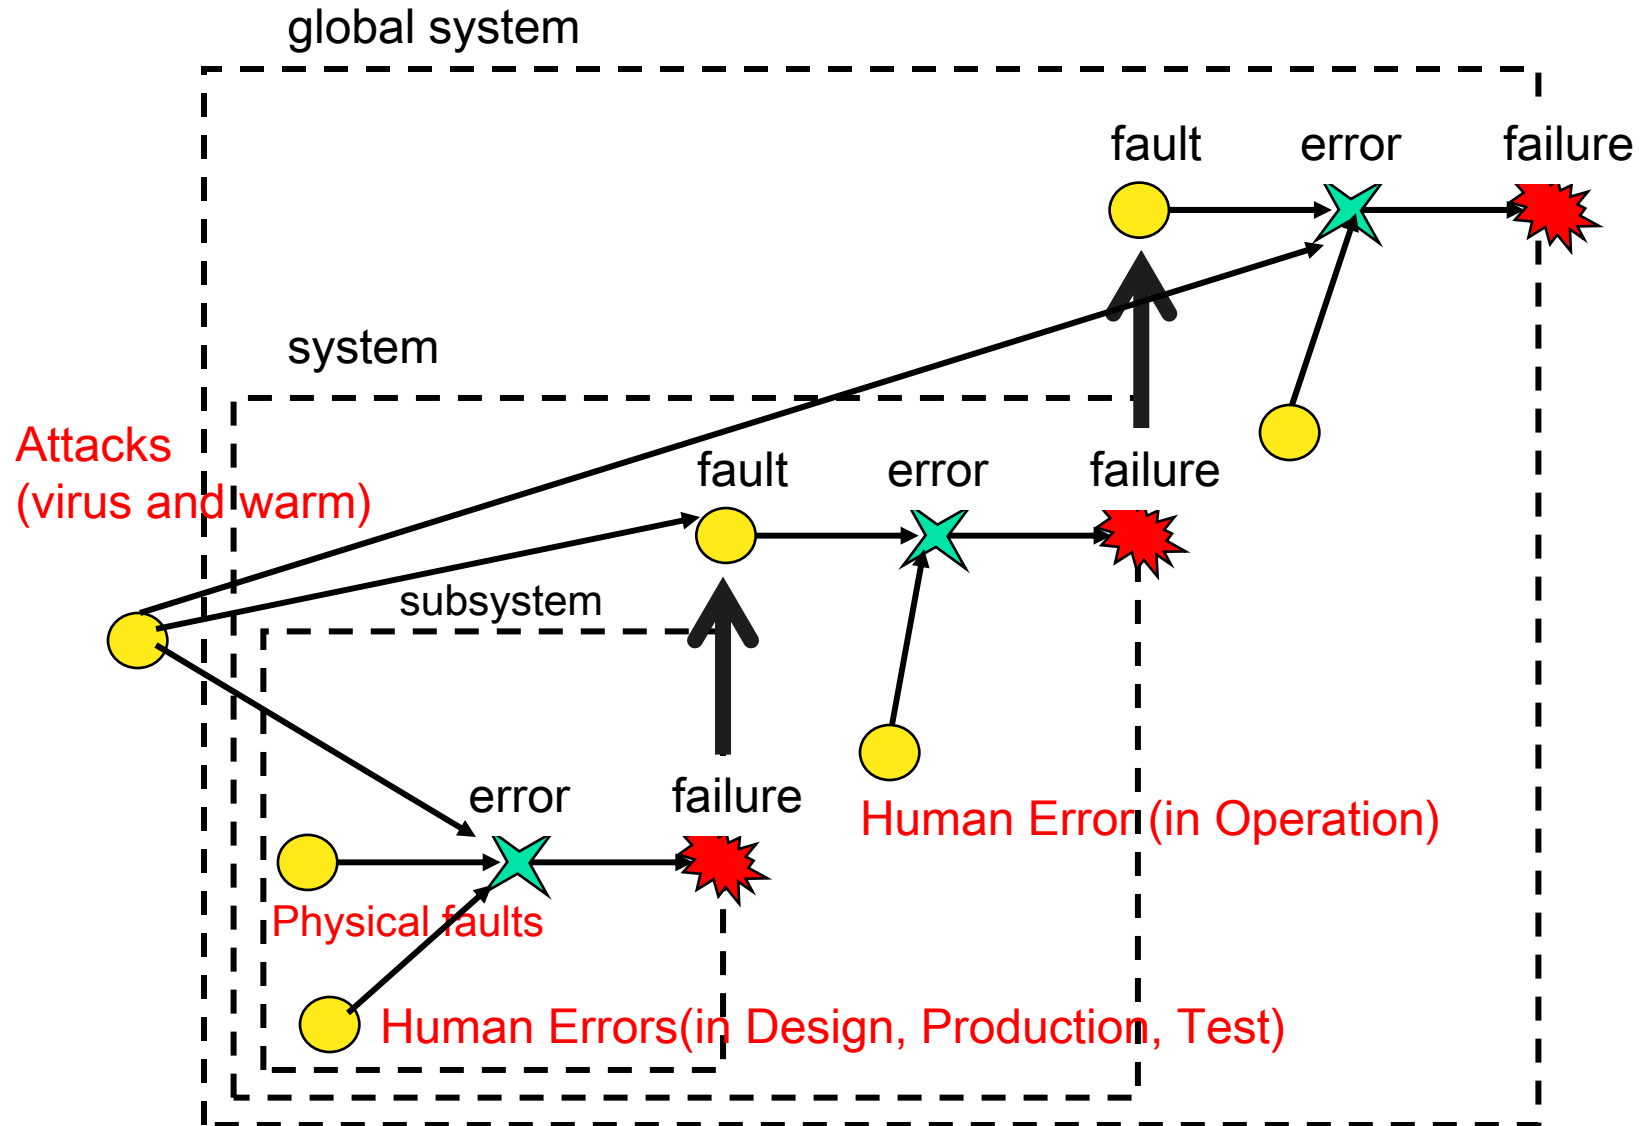 global system
fault error failure
system
Attacks
(virus and warm)
fault error failure
subsystem
error failure
Human Error (in Operation)
Physical faults
Human Errors(in Design, Production, Test)